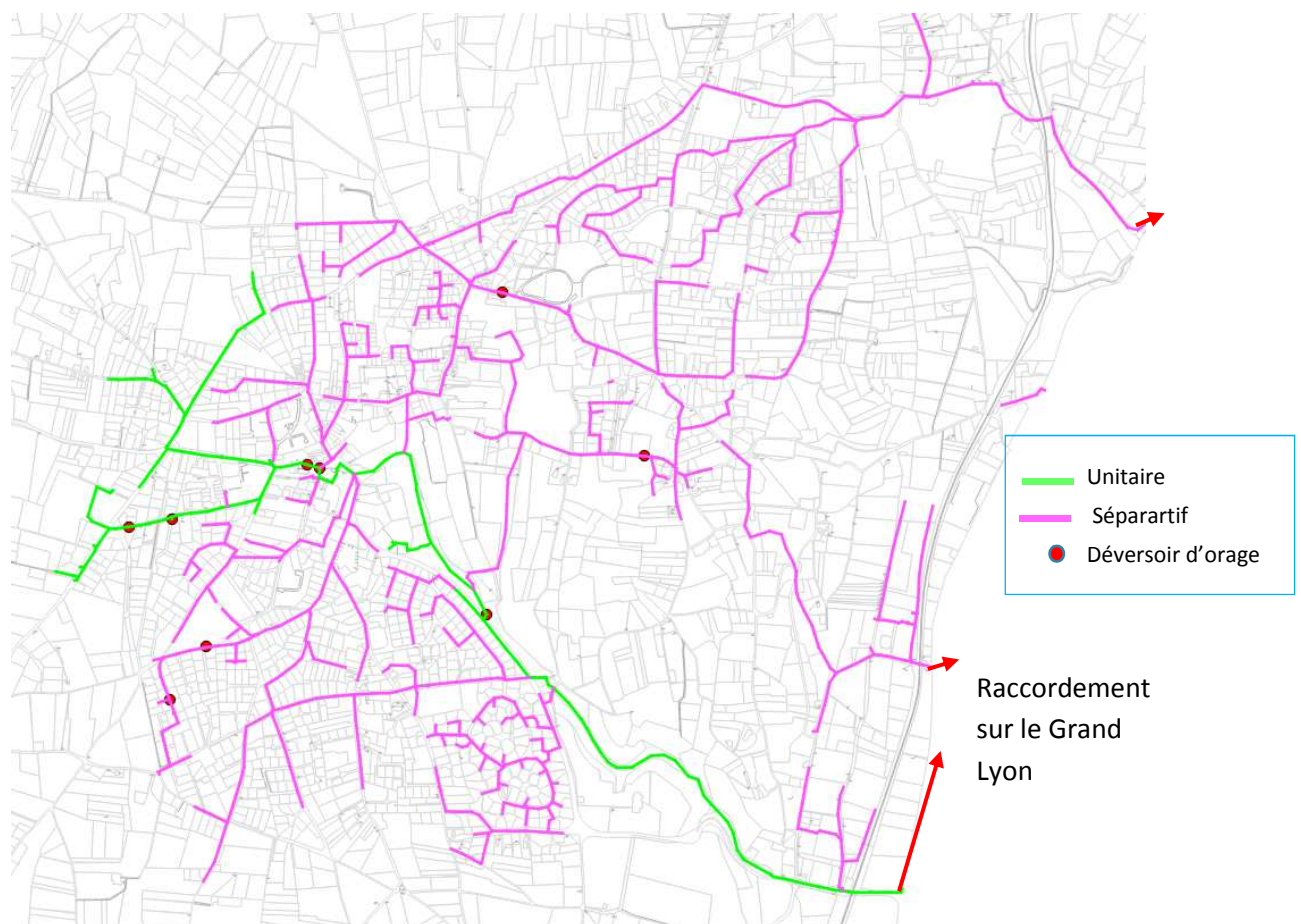 Unitaire
Séparartif
Déversoir d'orage
Raccordement
sur le Grand
Lyon